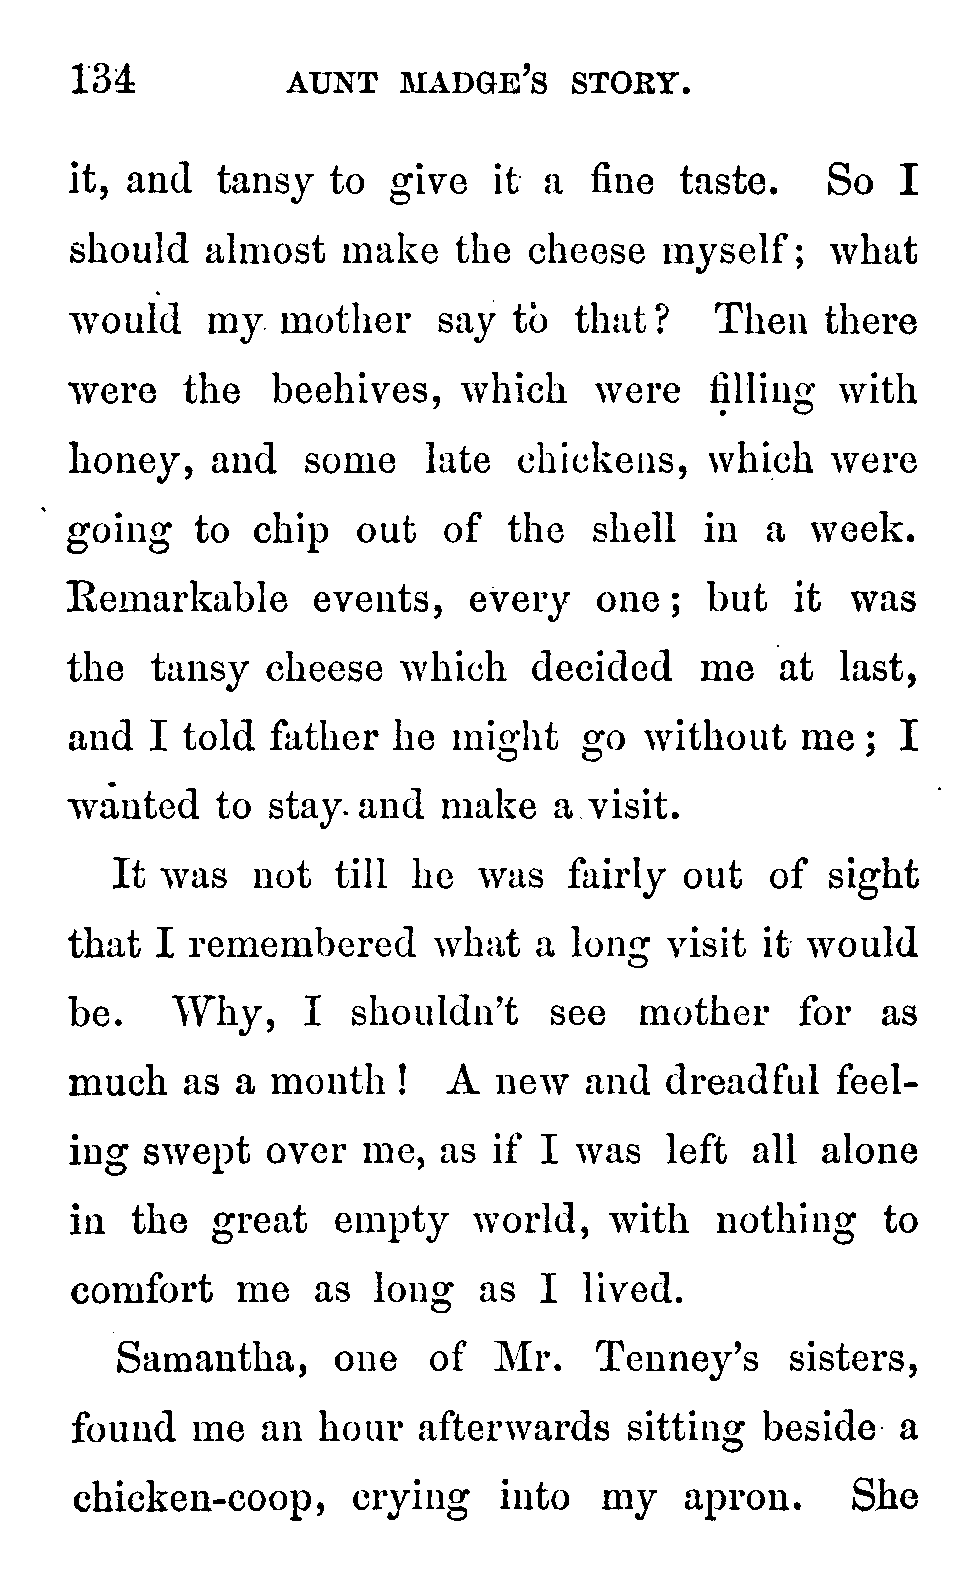 134 AUNT MADGE'S STORY.
it, and tansy to give it a fine taste. So I
should almost make the cheese myself; what
would my mother say to that? Then there
were the beehives, which were filling with
honey, and some late chickens, which were
going to chip out of the shell in a week.
Remarkable events, every one; but it was
the tansy cheese which decided me at last,
and I told father he might go without me; I
wanted to stay and make a visit.
It was not till he was fairly out of sight
that I remembered what a long visit it would
be. Why, I shouldn't see mother for as
much as a month! A new and dreadful feel-
ing swept over me, as if I was left all alone
in the great empty world, with nothing to
comfort me as long as I lived.
Samantha, one of Mr. Tenney's sisters,
found me an hour afterwards sitting beside a
chicken-coop, crying into my apron. She